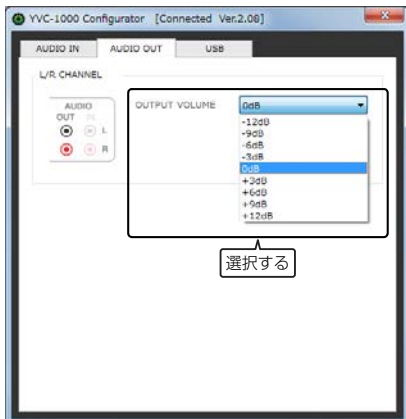 YVC-1000 Configurator [Connected Ver.2.08]
AUDIO IN AUDIO OUT USB
L/R CHANNEL
AUDIO
OUT IN
L
R
OUTPUT VOLUME 0dB
-12dB
-9dB
-6dB
-3dB
0dB
+3dB
+6dB
+9dB
+12dB
選択する